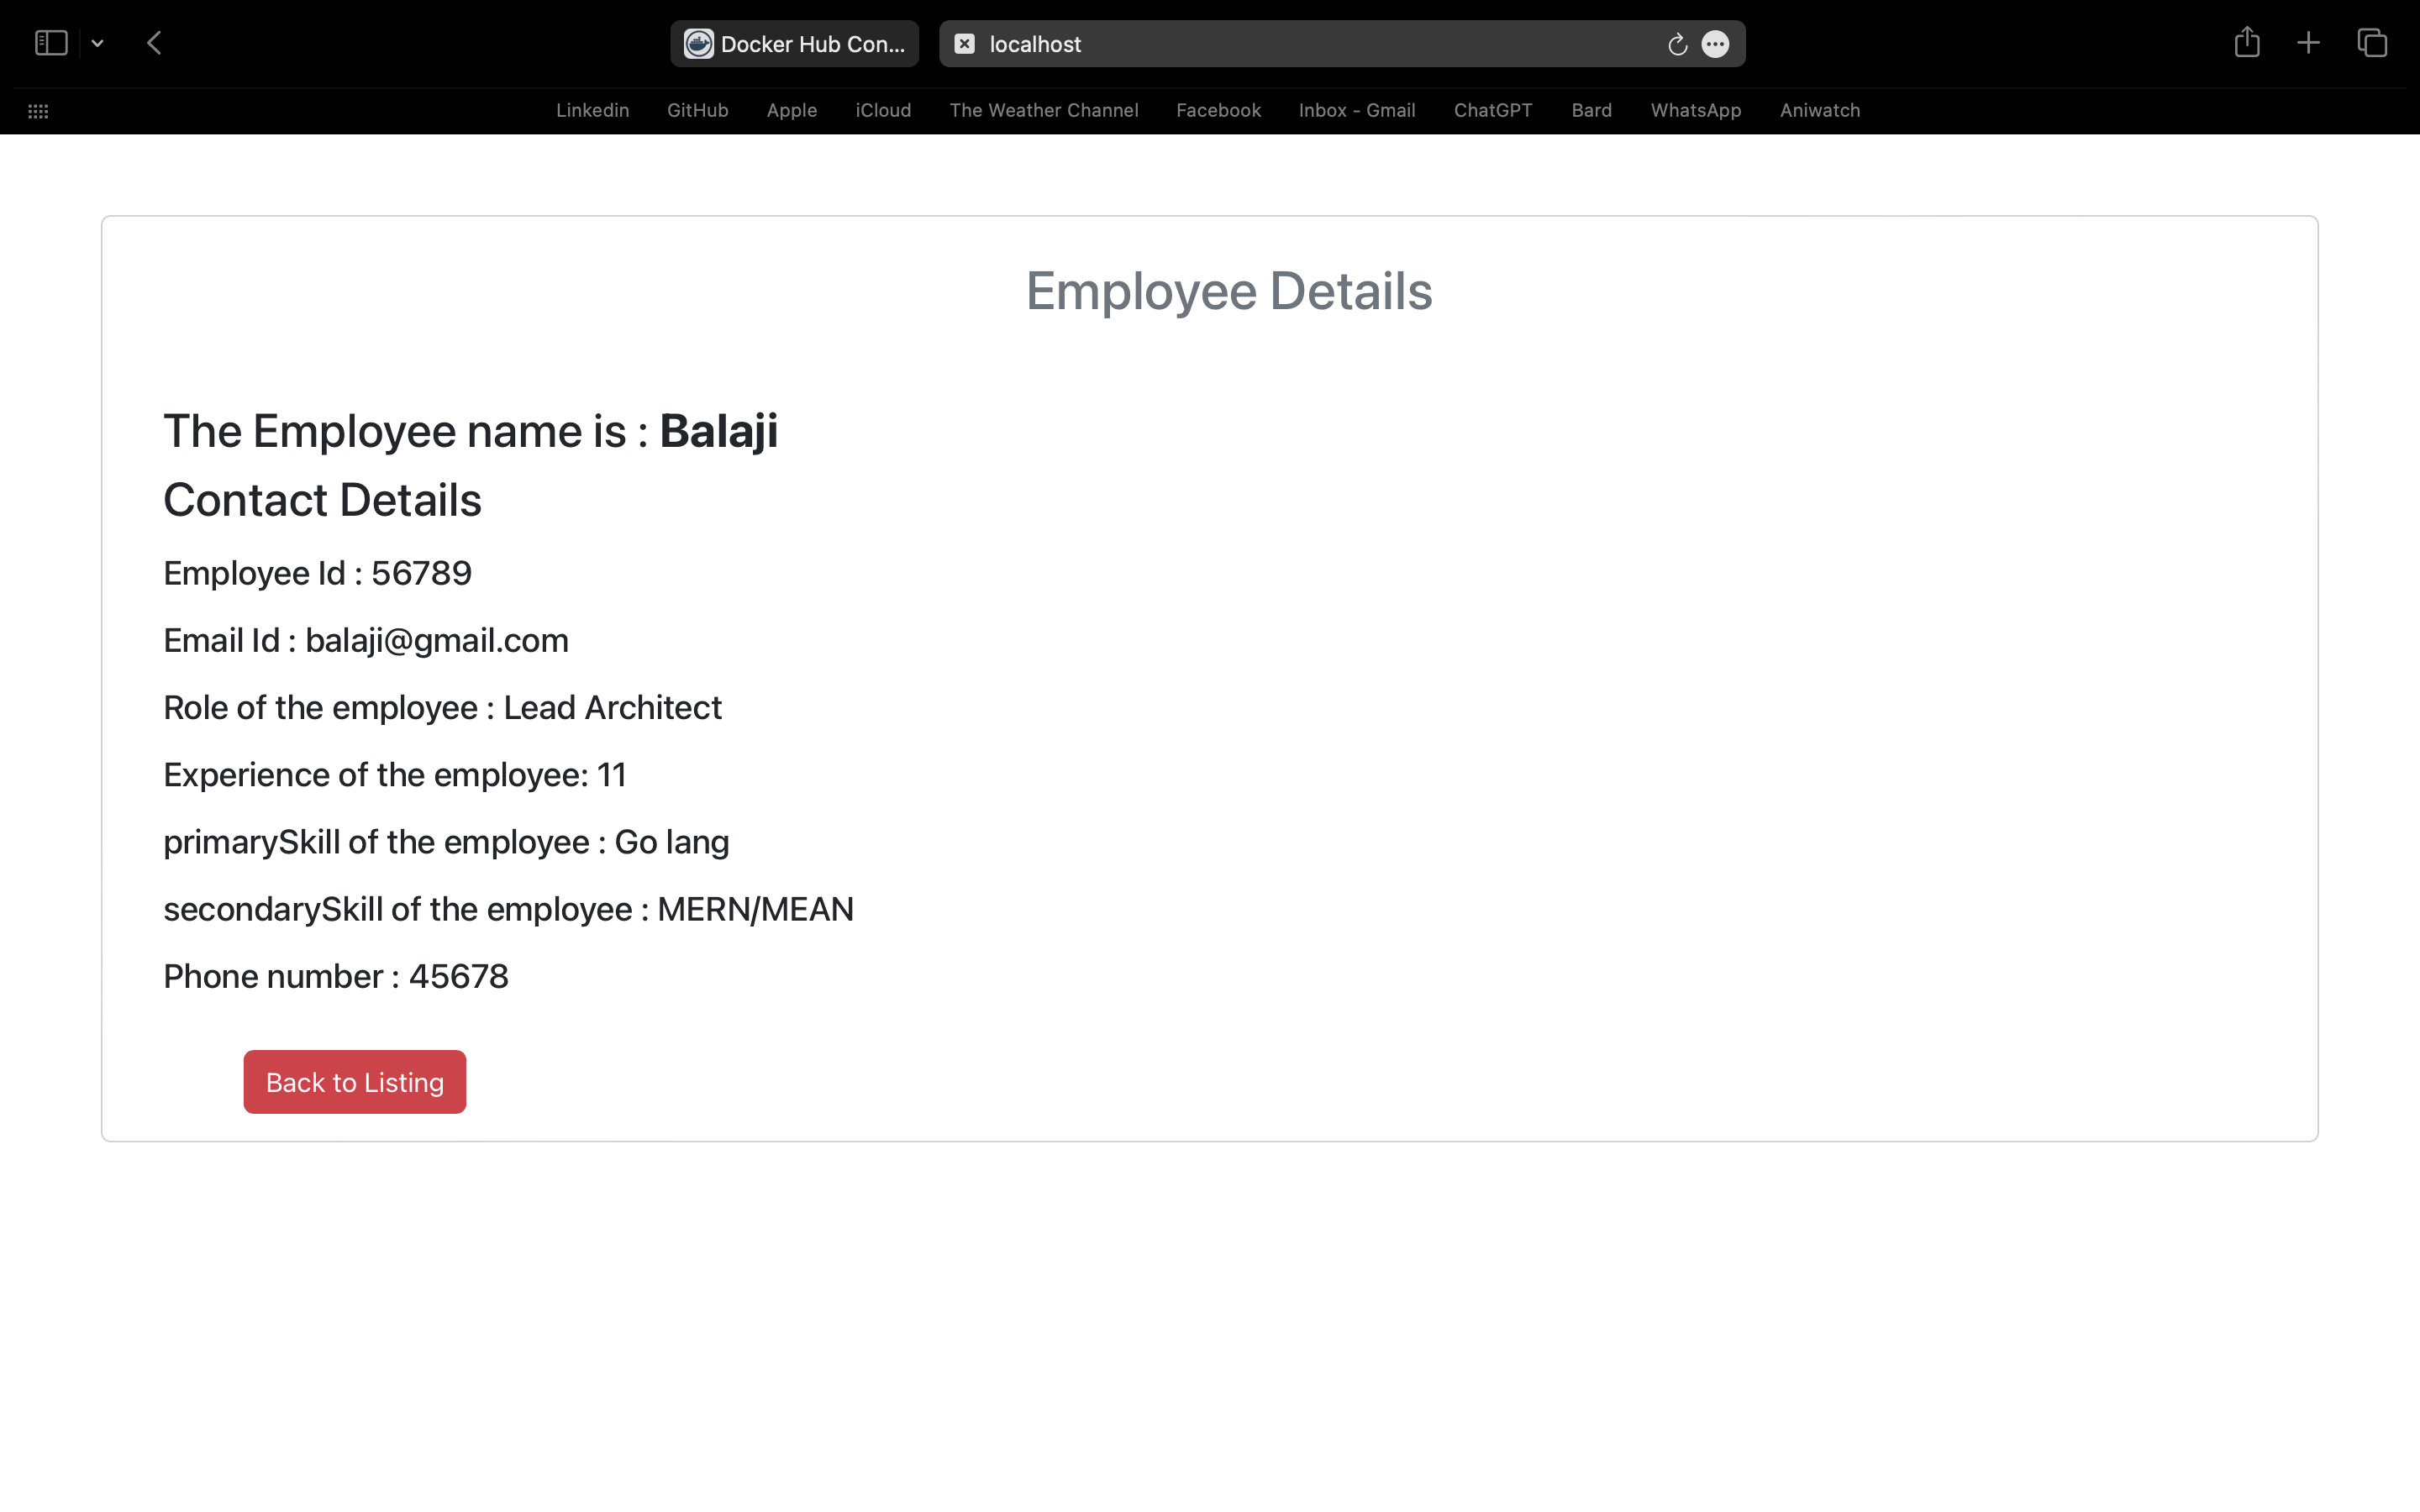 Docker Hub Con...
localhost
Linkedin GitHub Apple iCloud The Weather Channel Facebook Inbox - Gmail ChatGPT Bard WhatsApp Aniwatch
Employee Details
The Employee name is : Balaji
Contact Details
Employee Id : 56789
Email Id : balaji@gmail.com
Role of the employee : Lead Architect
Experience of the employee: 11
primarySkill of the employee : Go lang
secondarySkill of the employee : MERN/MEAN
Phone number : 45678
Back to Listing